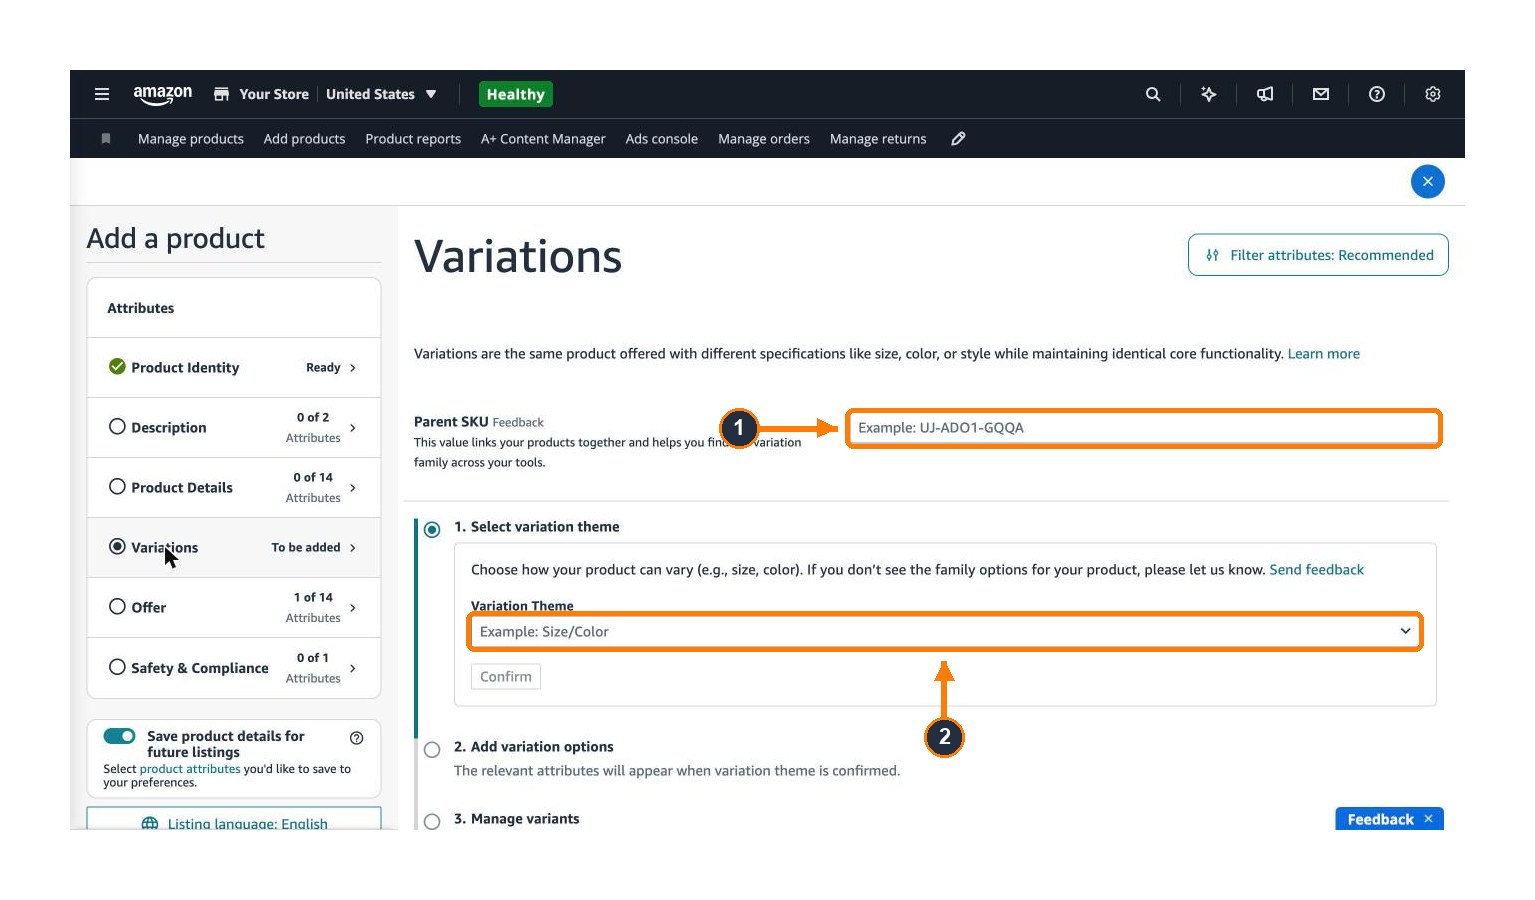 amazon Your Store United States Healthy
Manage products Add products Product reports A+ Content Manager Ads console Manage orders Manage returns
Add a product
Attributes
Product Identity Ready
Description 0 of 2 Attributes
Product Details 0 of 14 Attributes
Variations To be added
Offer 1 of 14 Attributes
Safety & Compliance 0 of 1 Attributes
Save product details for
future listings
Select product attributes you'd like to save to
your preferences.
Listing language: English
Variations
Filter attributes: Recommended
Variations are the same product offered with different specifications like size, color, or style while maintaining identical core functionality. Learn more
Parent SKU Feedback
This value links your products together and helps you find variation
family across your tools.
1
Example: UJ-ADO1-GQQA
1. Select variation theme
Choose how your product can vary (e.g., size, color). If you don't see the family options for your product, please let us know. Send feedback
Variation Theme
Example: Size/Color
Confirm
2
2. Add variation options
The relevant attributes will appear when variation theme is confirmed.
3. Manage variants
Feedback